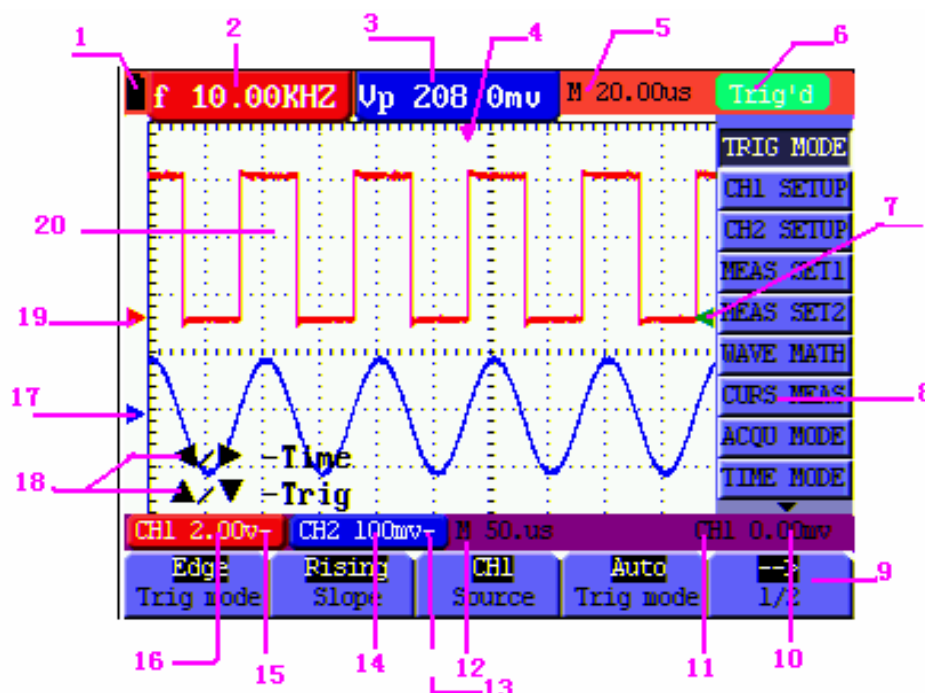 1 2 3 4 5 6
f 10.00KHZ Vp 208 0mv M 20.00us Trig'd
TRIG MODE
CH1 SETUP
7
CH2 SETUP
20
MEAS SET1
19 MEAS SET2
WAVE MATH
17 CURS MEAS 8
ACQU MODE
18 ◀/▶ -Time
TIME MODE
▲/▼ -Trig
CH1 2.00v- CH2 100mv- M 50.us CH1 0.00mv
Edge Rising CH1 Auto -->
Trig mode Slope Source Trig mode 1/2 9
16 15 14 12 11 10
13